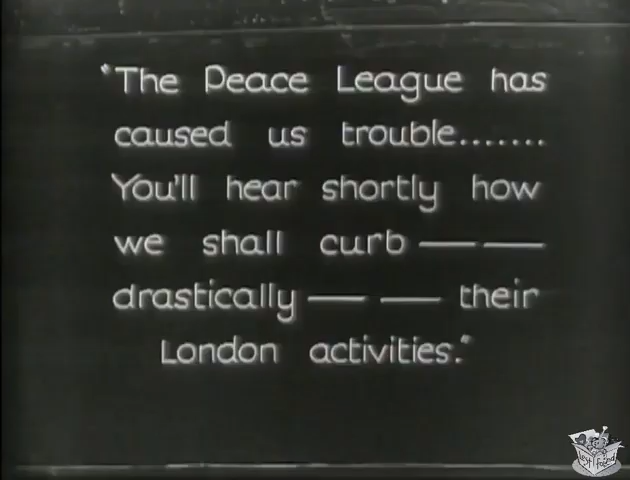 "The Peace League has
caused us trouble.......
You'll hear shortly how
we shall curb — —
drastically — — their
London activities."